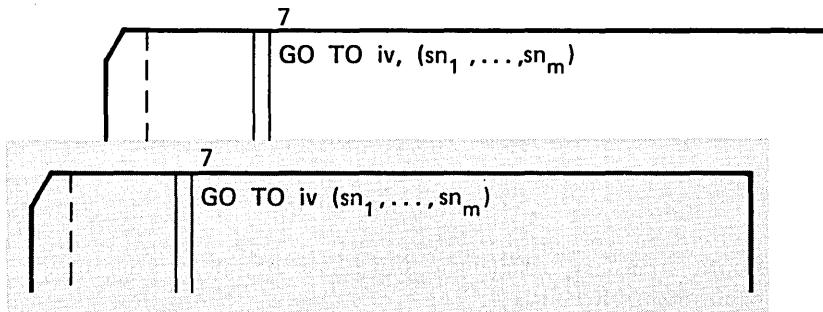 7
GO TO iv, (sn1,...,snm)
7
GO TO iv (sn1,...,snm)